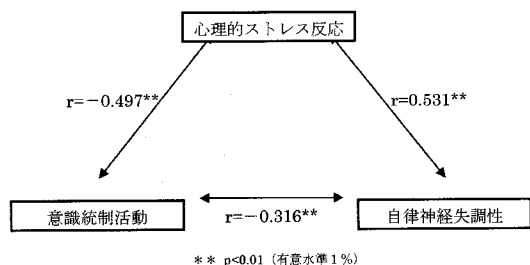 心理的ストレス反応
r=-0.497**
r=0.531**
意識統制活動
r=-0.316**
自律神経失調性
** p<0.01 (有意水準1%)